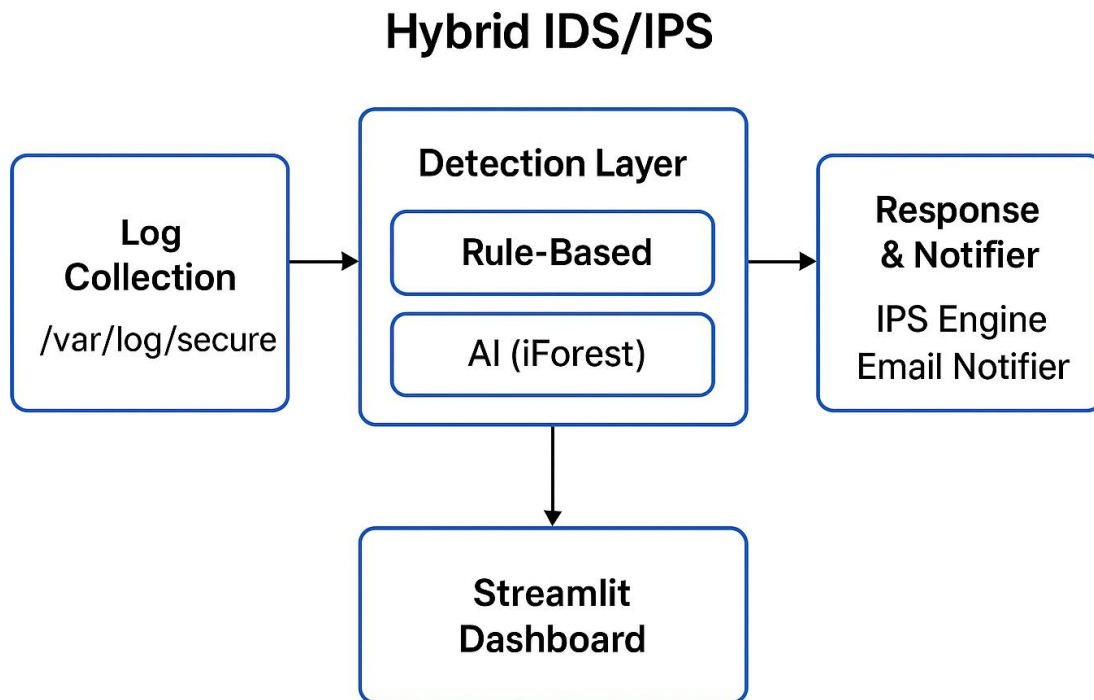 Hybrid IDS/IPS
Log
Collection
/var/log/secure
Detection Layer
Rule-Based
AI (iForest)
Response
& Notifier
IPS Engine
Email Notifier
Streamlit
Dashboard